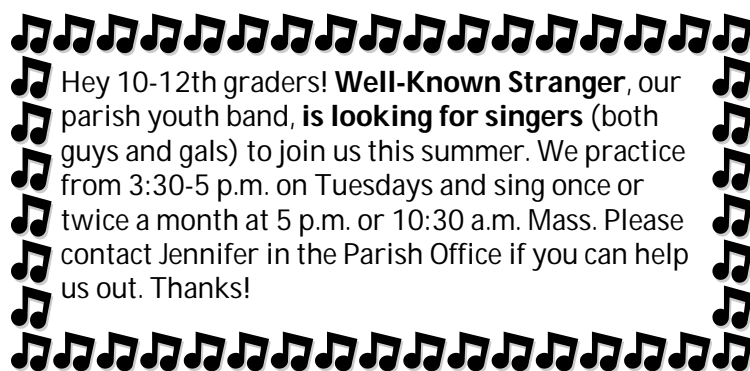 Hey 10-12th graders! Well-Known Stranger, our
parish youth band, is looking for singers (both
guys and gals) to join us this summer. We practice
from 3:30-5 p.m. on Tuesdays and sing once or
twice a month at 5 p.m. or 10:30 a.m. Mass. Please
contact Jennifer in the Parish Office if you can help
us out. Thanks!